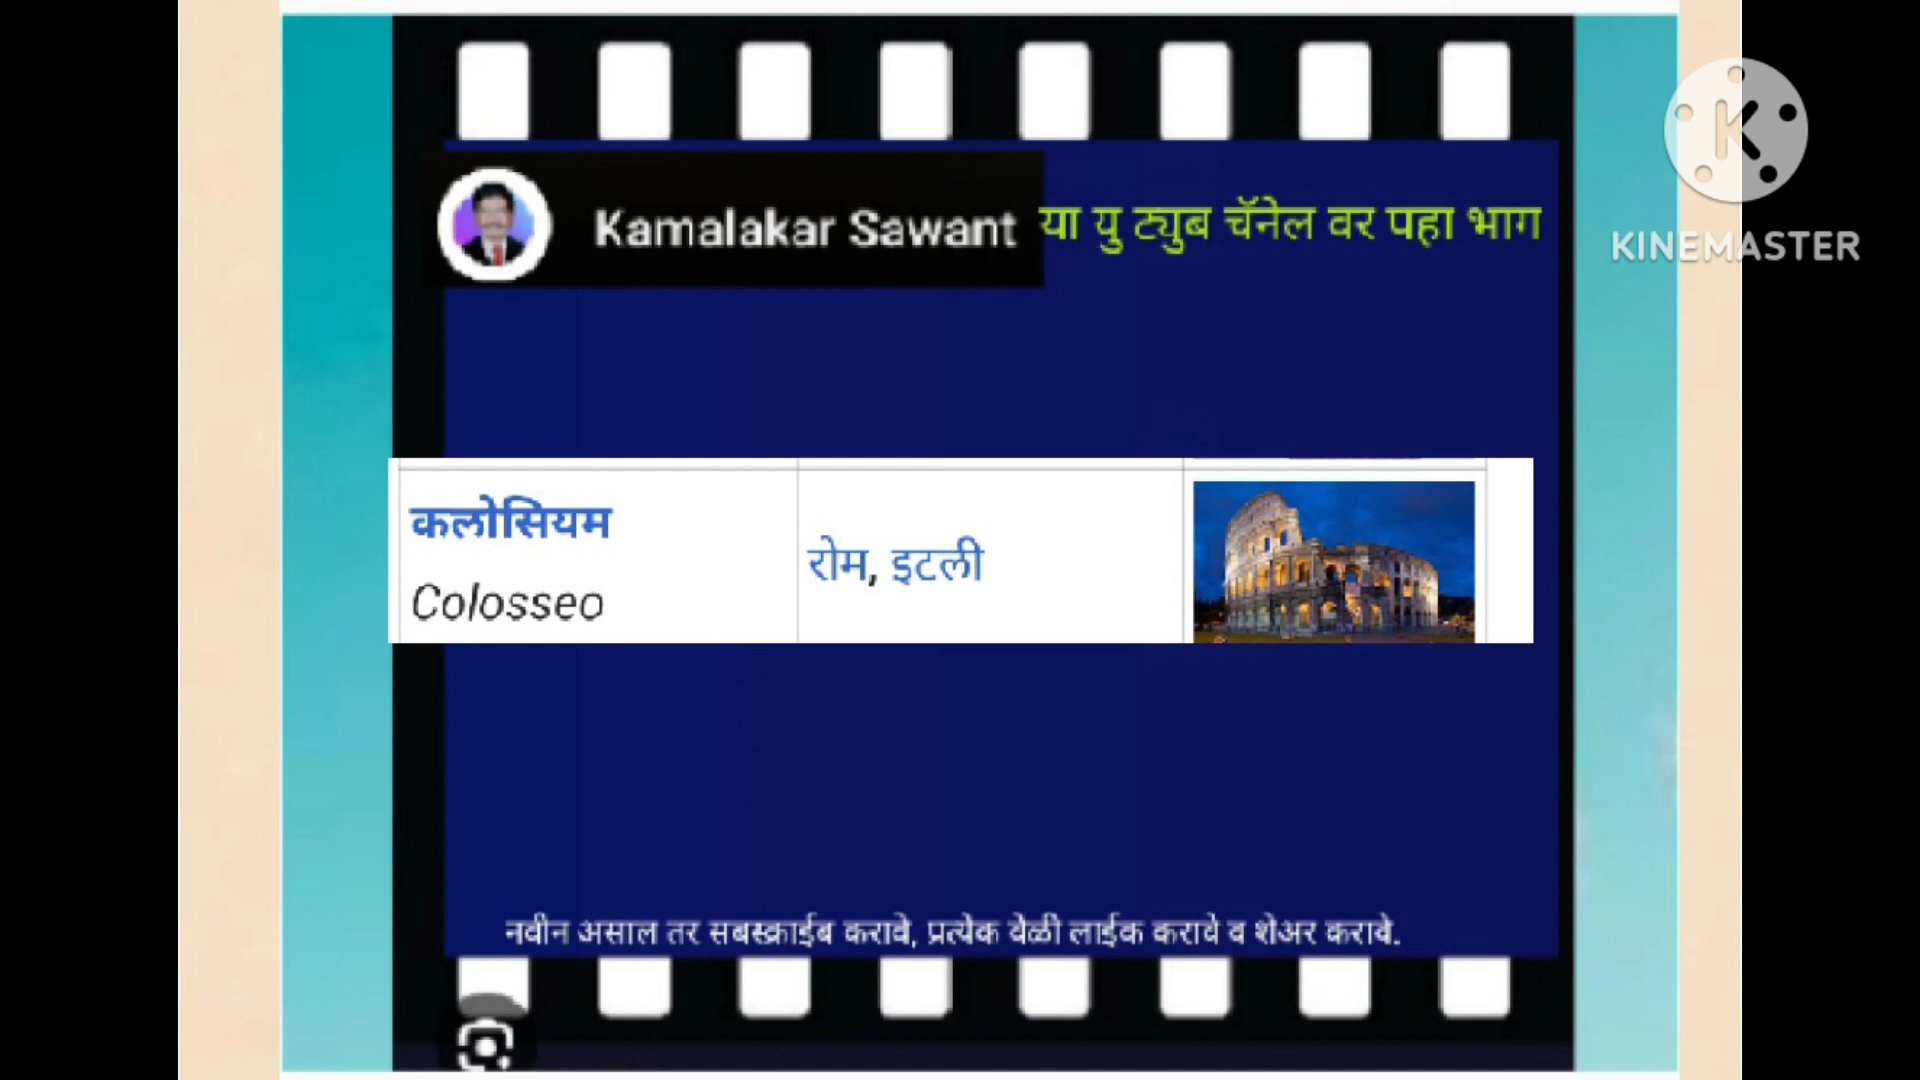 Kamalakar Sawant या यु ट्युब चॅनेल वर पहा भाग
KINEMASTER
कलोसियम
Colosseo
रोम, इटली
नवीन असाल तर सबस्क्राईब करावे, प्रत्येक वेळी लाईक करावे व शेअर करावे.